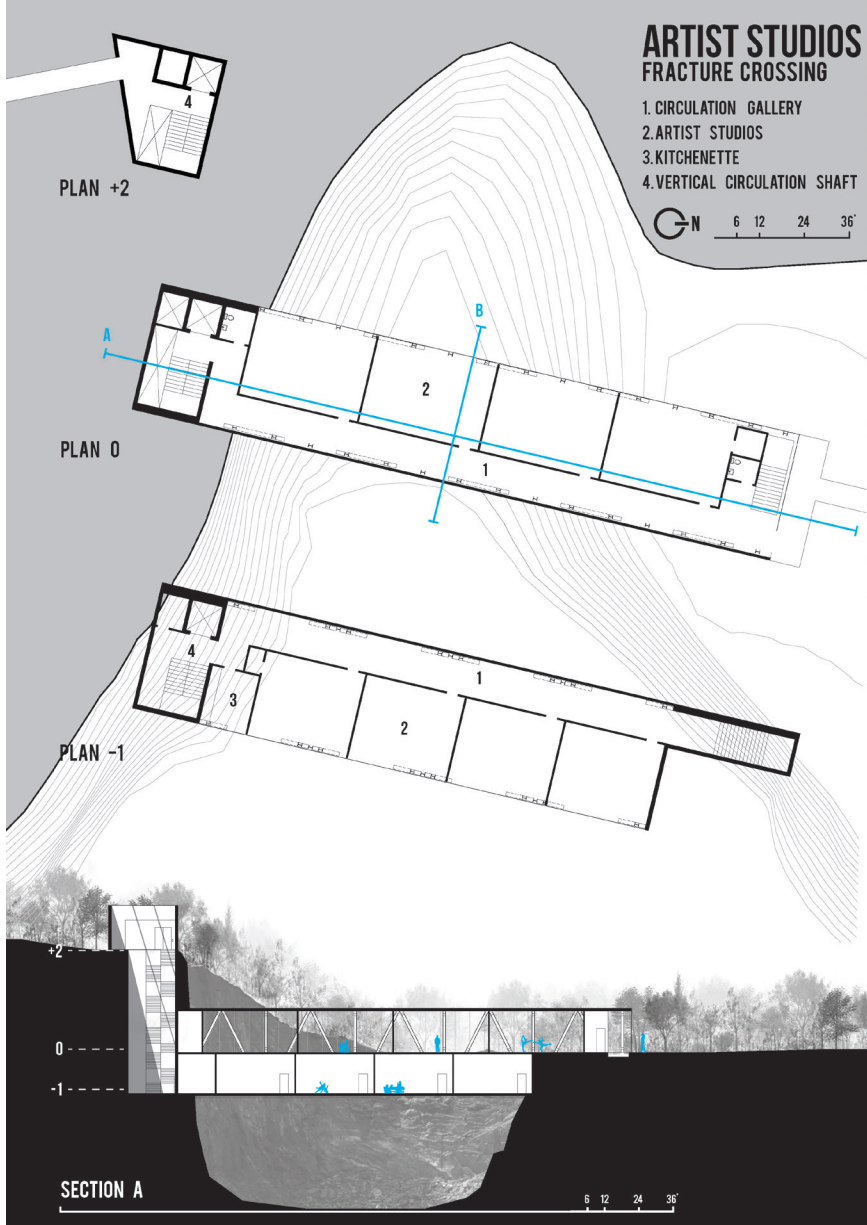 ARTIST STUDIOS
FRACTURE CROSSING
1. CIRCULATION GALLERY
2. ARTIST STUDIOS
3. KITCHENETTE
4. VERTICAL CIRCULATION SHAFT
N
6 12 24 36'
4
PLAN +2
A
B
2
1
PLAN 0
4
3
1
2
PLAN -1
+2
0
-1
SECTION A
6 12 24 36'